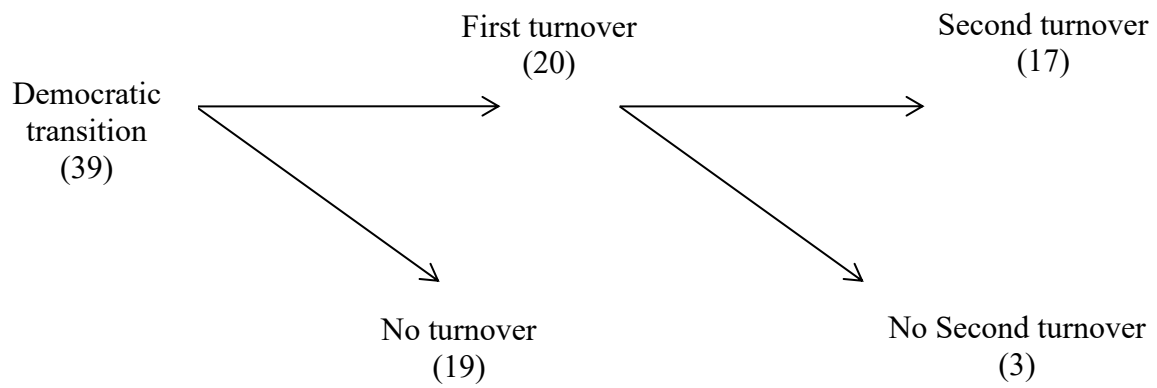 First turnover
(20)
Second turnover
(17)
Democratic
transition
(39)
No turnover
(19)
No Second turnover
(3)